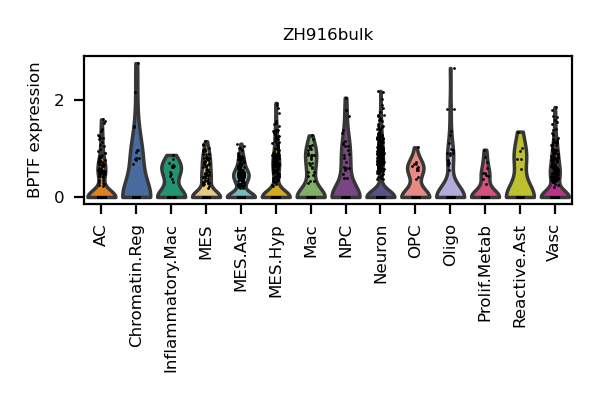 ZH916bulk
BPTF expression
2
0
AC
Chromatin.Reg
Inflammatory.Mac
MES
MES.Ast
MES.Hyp
Mac
NPC
Neuron
OPC
Oligo
Prolif.Metab
Reactive.Ast
Vasc